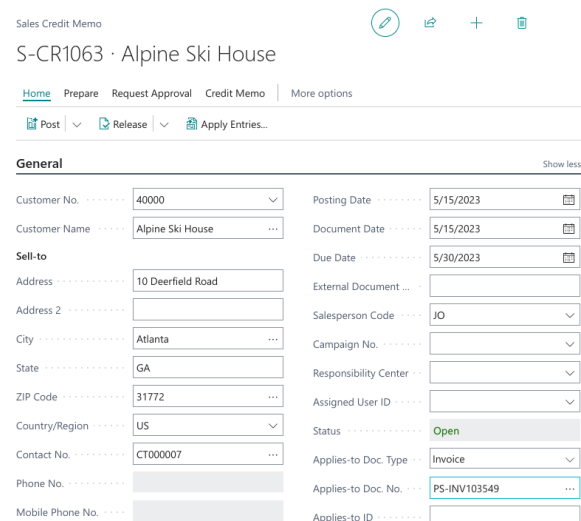 Sales Credit Memo
S-CR1063 · Alpine Ski House
Home Prepare Request Approval Credit Memo More options
Post Release Apply Entries...
General Show less
Customer No. 40000
Customer Name Alpine Ski House ...
Sell-to
Address 10 Deerfield Road
Address 2
City Atlanta ...
State GA
ZIP Code 31772 ...
Country/Region US
Contact No. CT000007 ...
Phone No.
Mobile Phone No.
Posting Date 5/15/2023
Document Date 5/15/2023
Due Date 5/30/2023
External Document ...
Salesperson Code JO
Campaign No.
Responsibility Center
Assigned User ID
Status Open
Applies-to Doc. Type Invoice
Applies-to Doc. No. PS-INV103549 ...
Applies-to ID